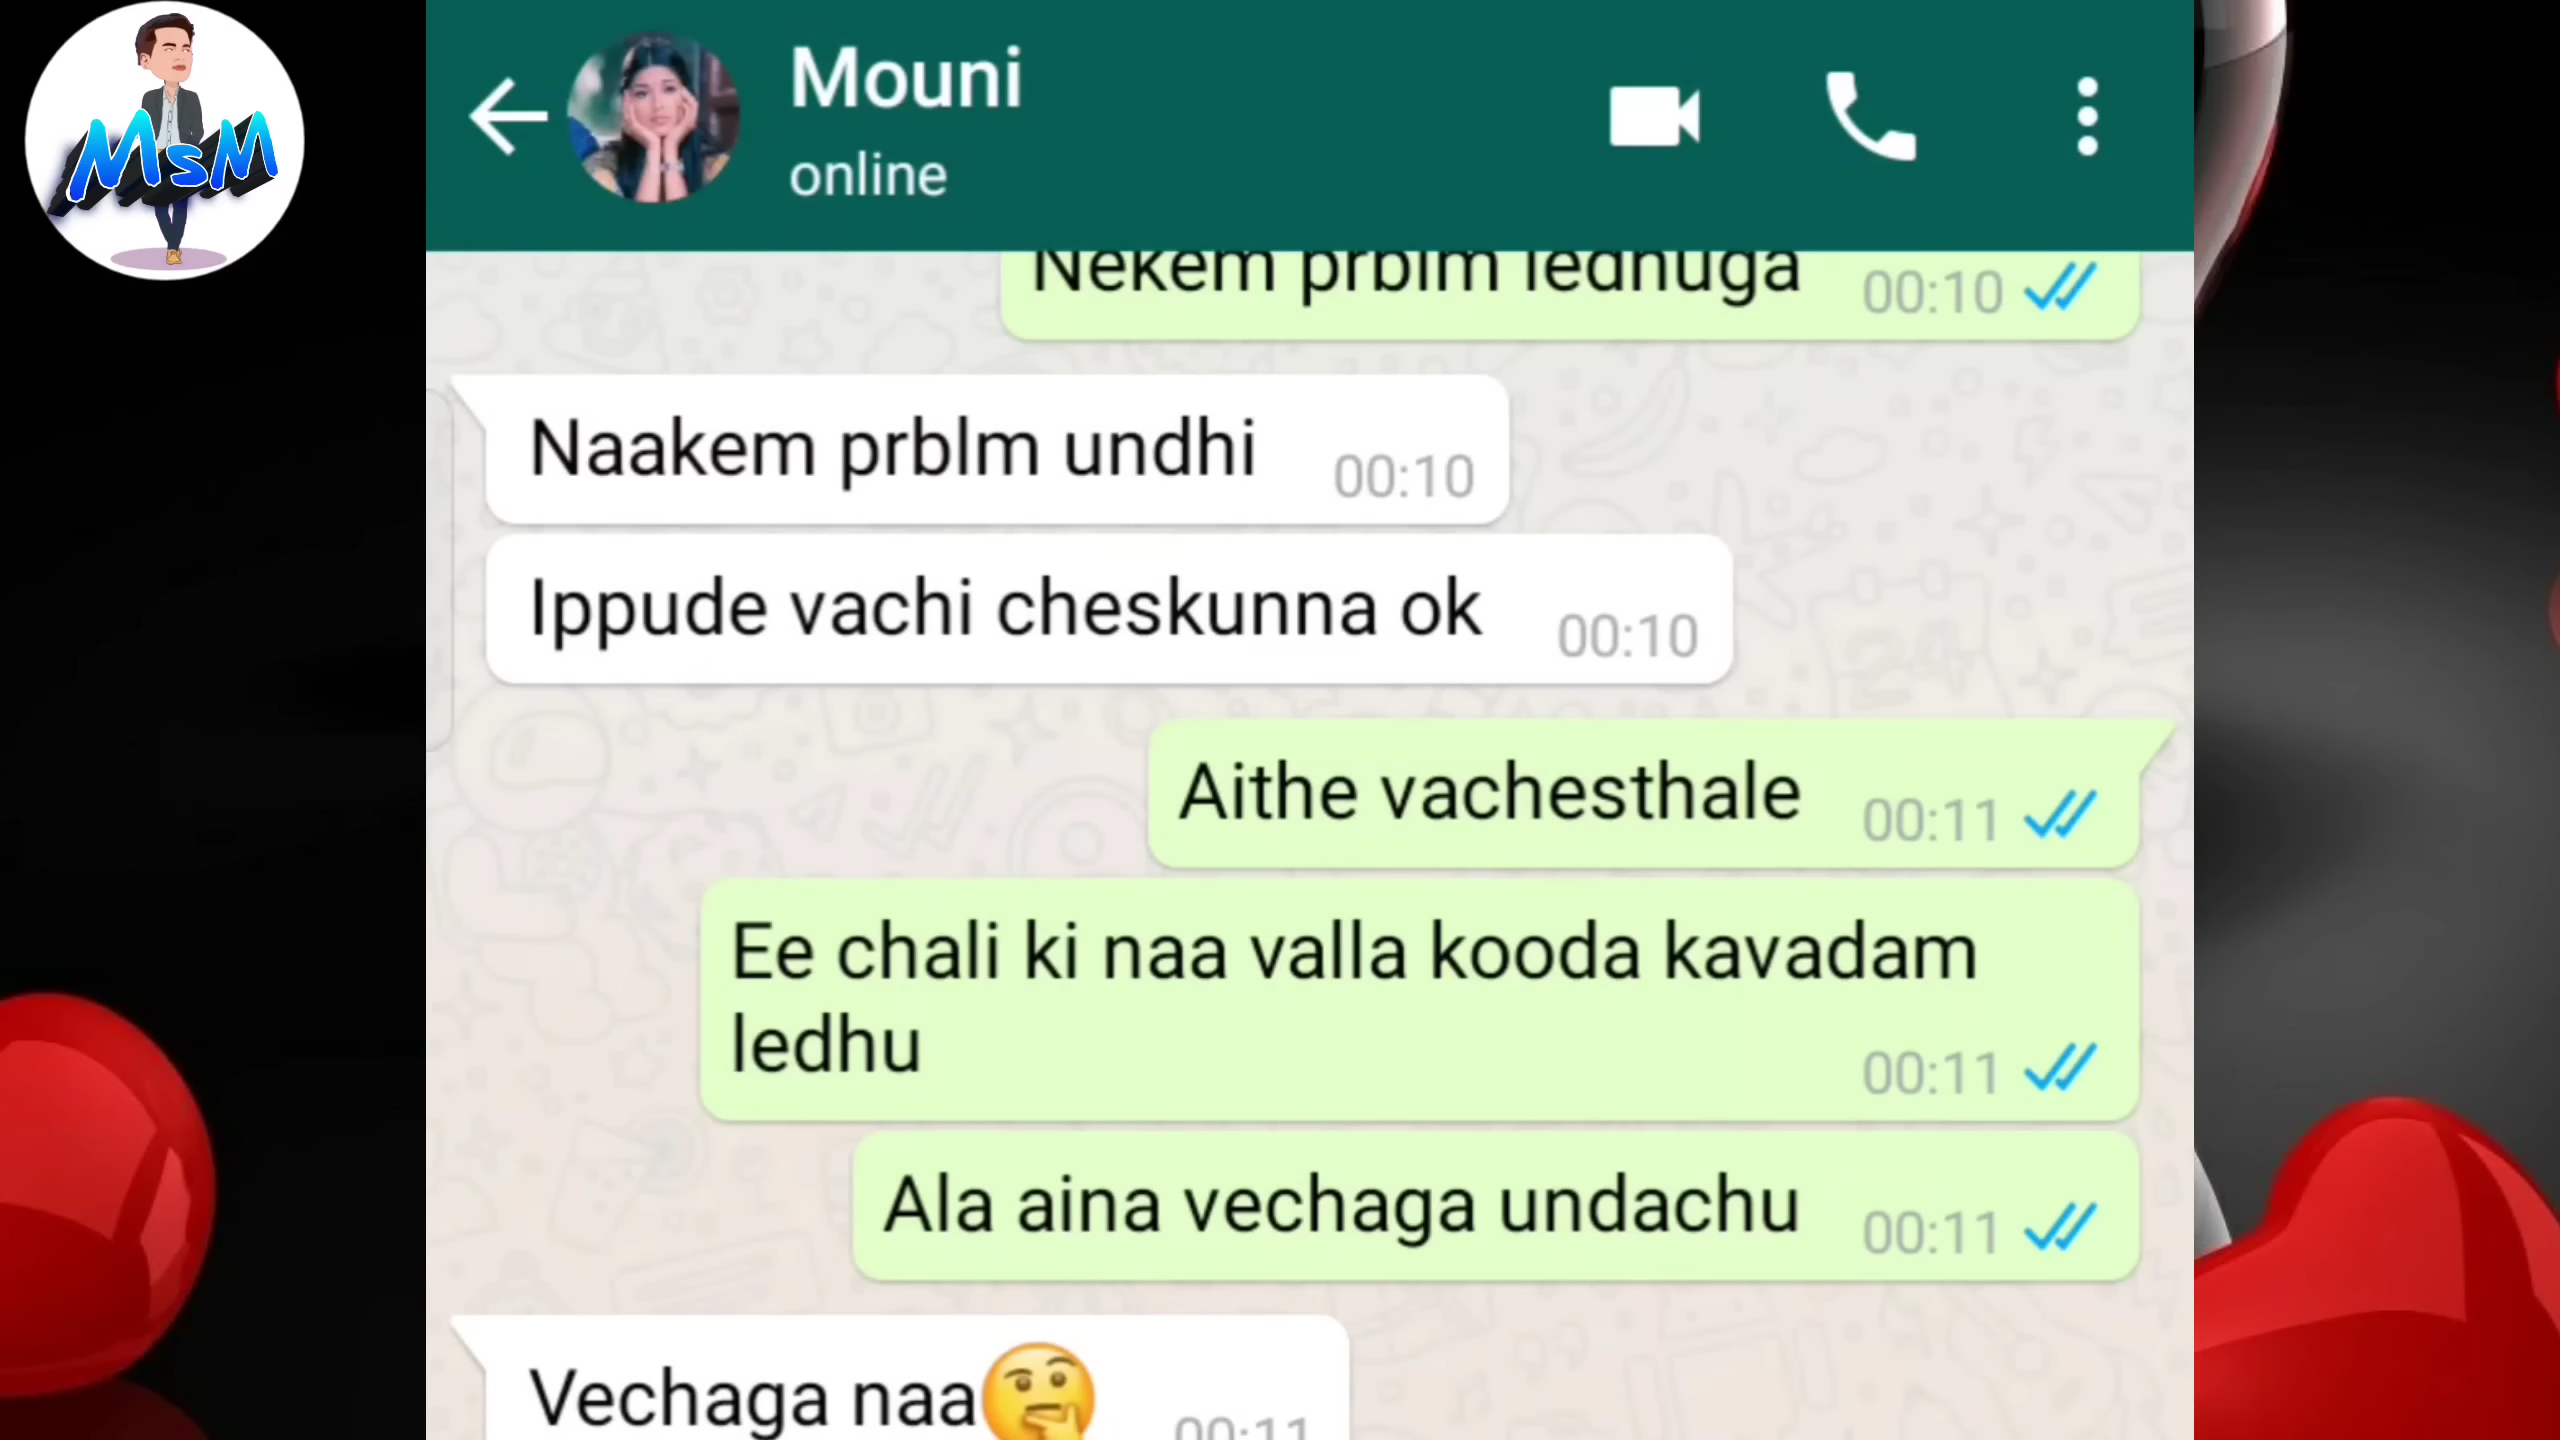 MsM
Mouni
online
Nekem prblm ledhuga 00:10
Naakem prblm undhi 00:10
Ippude vachi cheskunna ok 00:10
Aithe vachesthale 00:11
Ee chali ki naa valla kooda kavadam
ledhu 00:11
Ala aina vechaga undachu 00:11
Vechaga naa🤔 00:11